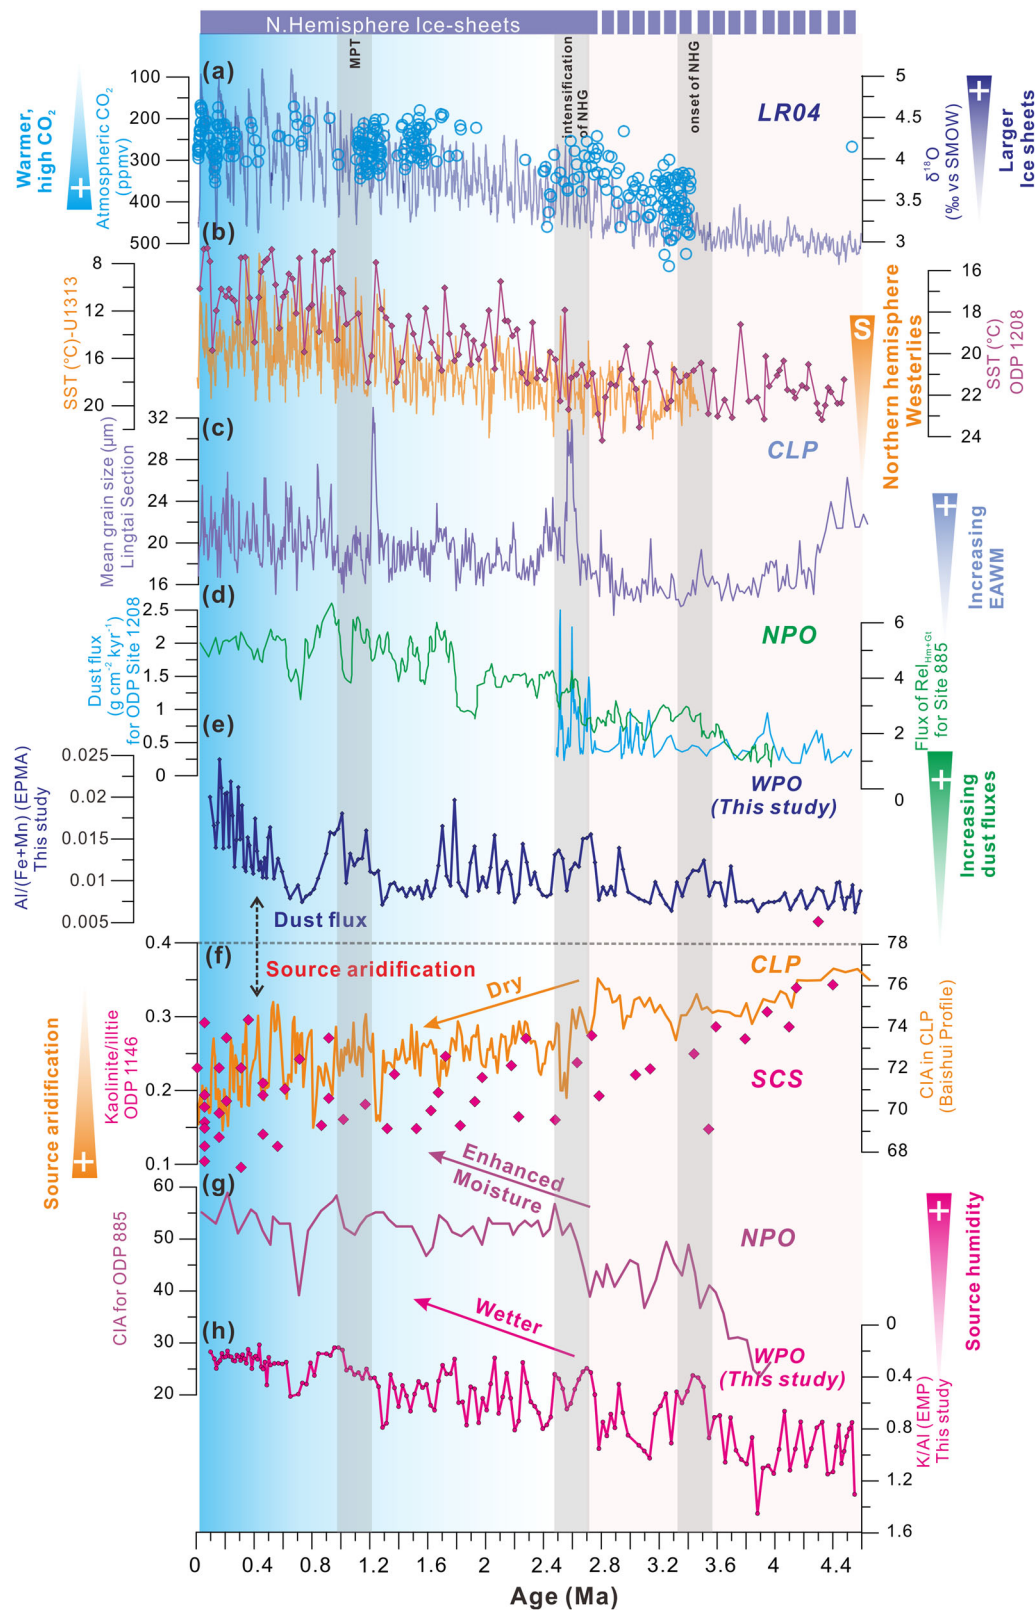 N.Hemisphere Ice-sheets
MPT
Intensification
of NHG
onset of NHG
(a)
LR04
Warmer,
high CO₂
+
Atmospheric CO₂
(ppmv)
100
200
300
400
500
5
4.5
4
3.5
3
δ¹⁸O
(‰ vs SMOW)
+
Larger
Ice sheets
(b)
SST (°C)-U1313
8
12
16
20
S
Northern hemisphere
Westerlies
16
18
20
22
24
SST (°C)
ODP 1208
(c)
CLP
Mean grain size (μm)
Lingtai Section
32
28
24
20
16
+
Increasing
EAWM
(d)
NPO
Dust flux
(g cm⁻² kyr⁻¹)
for ODP Site 1208
2.5
2
1.5
1
0.5
0
6
4
2
0
Flux of Rel Hm+Gt
for Site 885
+
Increasing
dust fluxes
(e)
WPO
(This study)
Al/(Fe+Mn) (EPMA)
This study
0.025
0.02
0.015
0.01
0.005
Dust flux
Source aridification
(f)
CLP
Dry
SCS
Source aridification
+
Kaolinite/illtie
ODP 1146
0.4
0.3
0.2
0.1
78
76
74
72
70
68
CIA in CLP
(Baishui Profile)
Enhanced
Moisture
(g)
NPO
CIA for ODP 885
60
50
40
30
20
Wetter
+
Source humidity
(h)
WPO
(This study)
0
0.4
0.8
1.2
1.6
K/Al (EMP)
This study
0
0.4
0.8
1.2
1.6
2
2.4
2.8
3.2
3.6
4
4.4
Age (Ma)